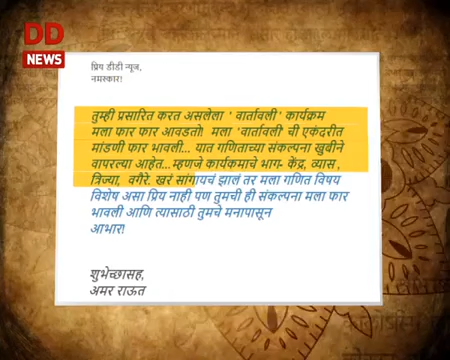 DD
NEWS
प्रिय डीडी न्यूज,
नमस्कार!
तुम्ही प्रसारित करत असलेला ' वार्तावली' कार्यक्रम
मला फार फार आवडतो! मला 'वार्तावली' ची एकंदरीत
मांडणी फार भावली... यात गणिताच्या संकल्पना खुबीने
वापरल्या आहेत...म्हणजे कार्यकमाचे भाग- केंद्र, व्यास ,
त्रिज्या, वगैरे. खरं सांगायचं झालं तर मला गणित विषय
विशेष असा प्रिय नाही पण तुमची ही संकल्पना मला फार
भावली आणि त्यासाठी तुमचे मनापासून
आभार!
शुभेच्छासह,
अमर राऊत